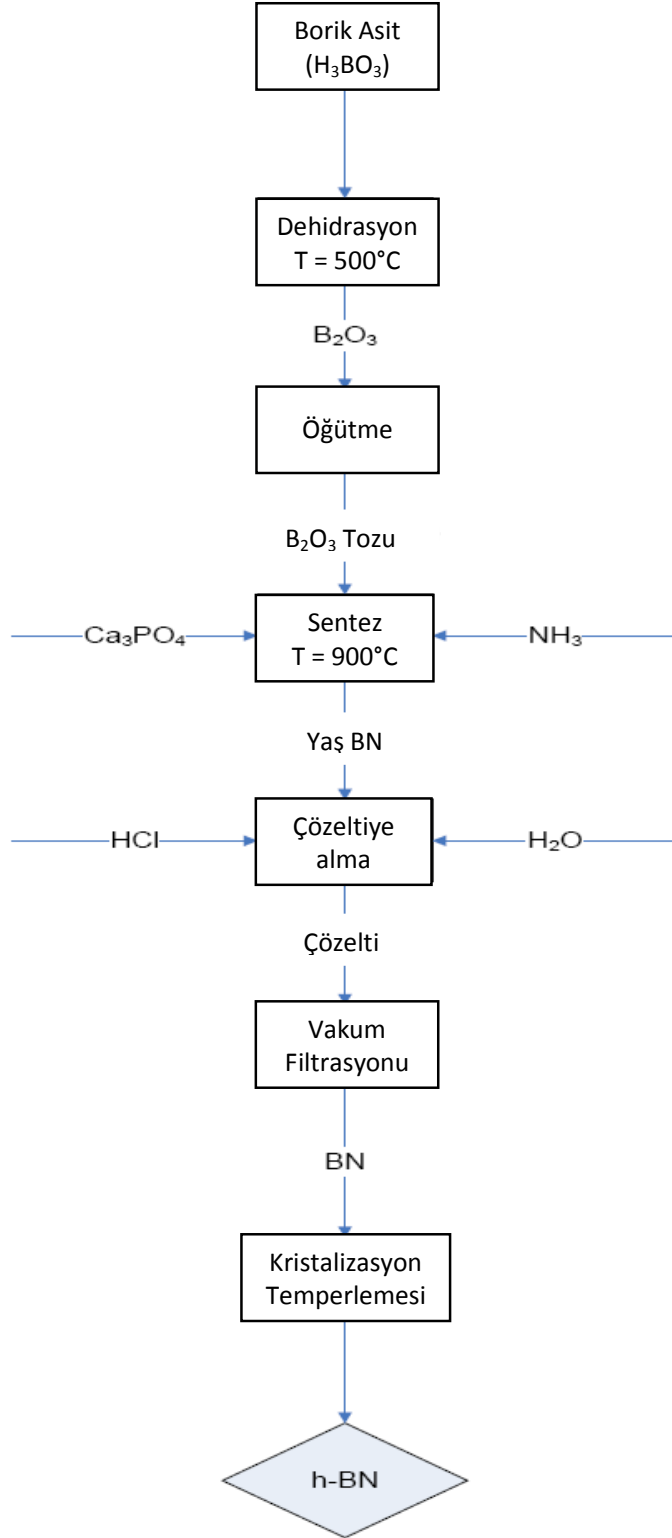 Borik Asit
(H₃BO₃)
Dehidrasyon
T = 500°C
B₂O₃
Öğütme
B₂O₃ Tozu
Ca₃PO₄
Sentez
T = 900°C
NH₃
Yaş BN
HCl
Çözeltiye
alma
H₂O
Çözelti
Vakum
Filtrasyonu
BN
Kristalizasyon
Temperlemesi
h-BN